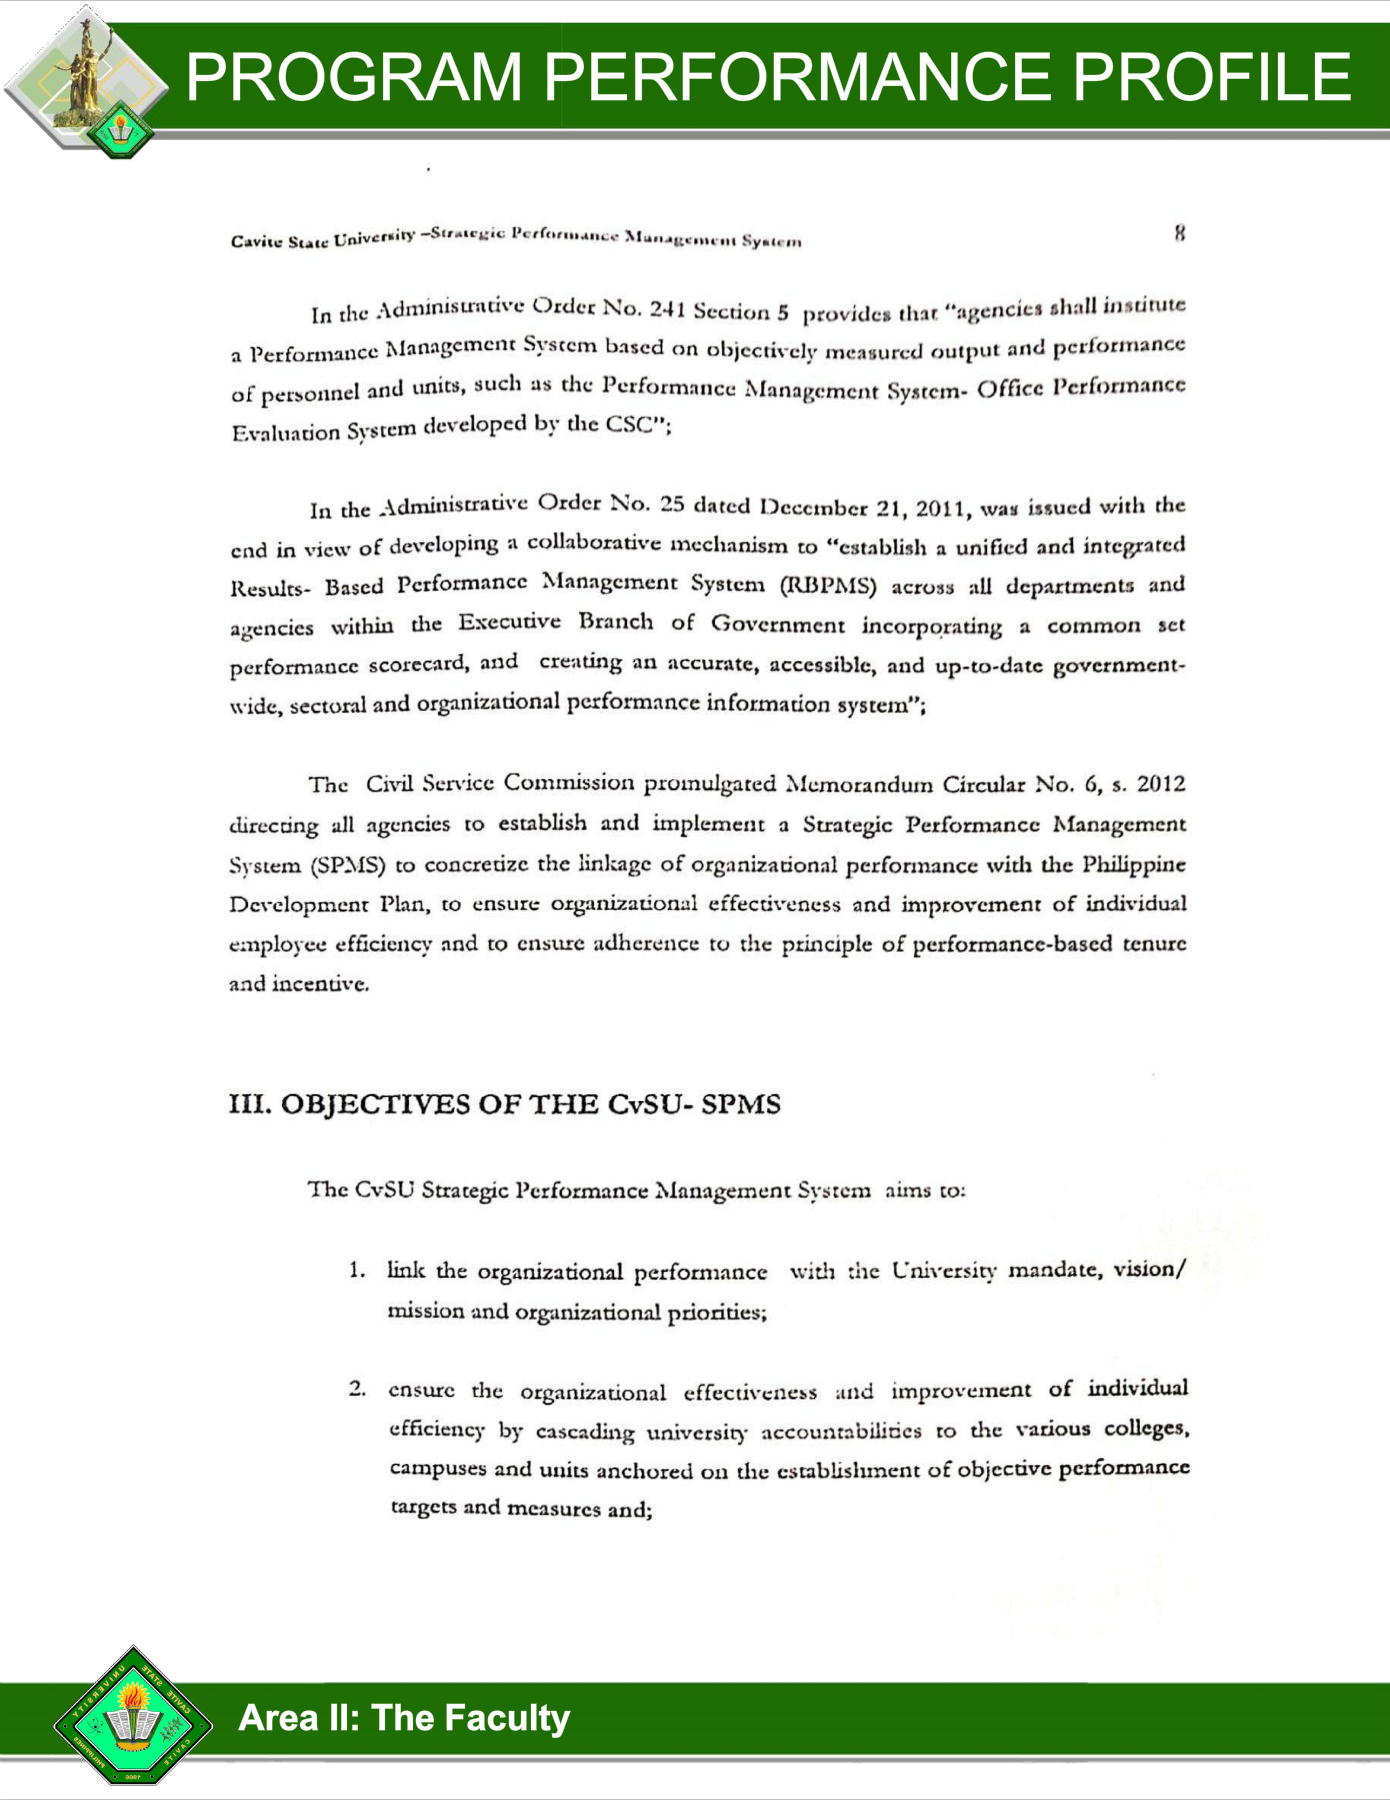 PROGRAM PERFORMANCE PROFILE
Cavite State University –Strategic Performance Management System 8
In the Administrative Order No. 241 Section 5 provides that “agencies shall institute
a Performance Management System based on objectively measured output and performance
of personnel and units, such as the Performance Management System- Office Performance
Evaluation System developed by the CSC”;
In the Administrative Order No. 25 dated December 21, 2011, was issued with the
end in view of developing a collaborative mechanism to “establish a unified and integrated
Results- Based Performance Management System (RBPMS) across all departments and
agencies within the Executive Branch of Government incorporating a common set
performance scorecard, and creating an accurate, accessible, and up-to-date government-
wide, sectoral and organizational performance information system”;
The Civil Service Commission promulgated Memorandum Circular No. 6, s. 2012
directing all agencies to establish and implement a Strategic Performance Management
System (SPMS) to concretize the linkage of organizational performance with the Philippine
Development Plan, to ensure organizational effectiveness and improvement of individual
employee efficiency and to ensure adherence to the principle of performance-based tenure
and incentive.
III. OBJECTIVES OF THE CvSU- SPMS
The CvSU Strategic Performance Management System aims to:
1. link the organizational performance with the University mandate, vision/
mission and organizational priorities;
2. ensure the organizational effectiveness and improvement of individual
efficiency by cascading university accountabilities to the various colleges,
campuses and units anchored on the establishment of objective performance
targets and measures and;
CAVITE STATE UNIVERSITY
PHILIPPINES
CAVITE
1906
Area II: The Faculty